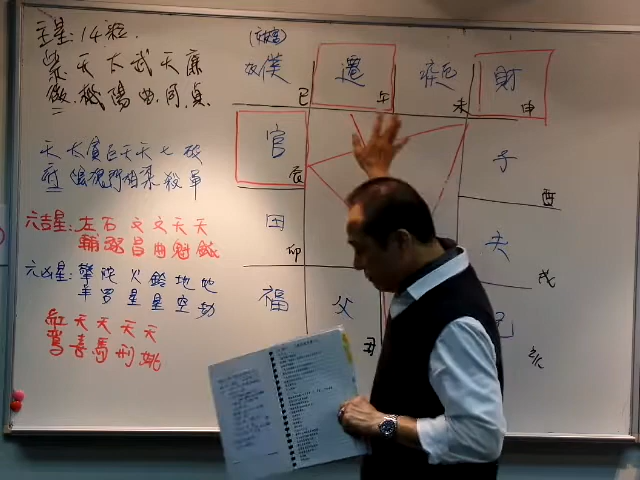 主星:14粒
紫天太武天廉
微機陽曲同貞
天太貪巨天天七破
府陰狼門相梁殺軍
六吉星:左右文文天天
輔弼昌曲魁鉞
六凶星:擎陀火鈴地地
羊羅星星空劫
紅天天天天
鸞喜馬刑姚
僕
巳
遷
午
未
財
申
官
辰
子
酉
田
卯
夫
戌
福
父
丑
亥